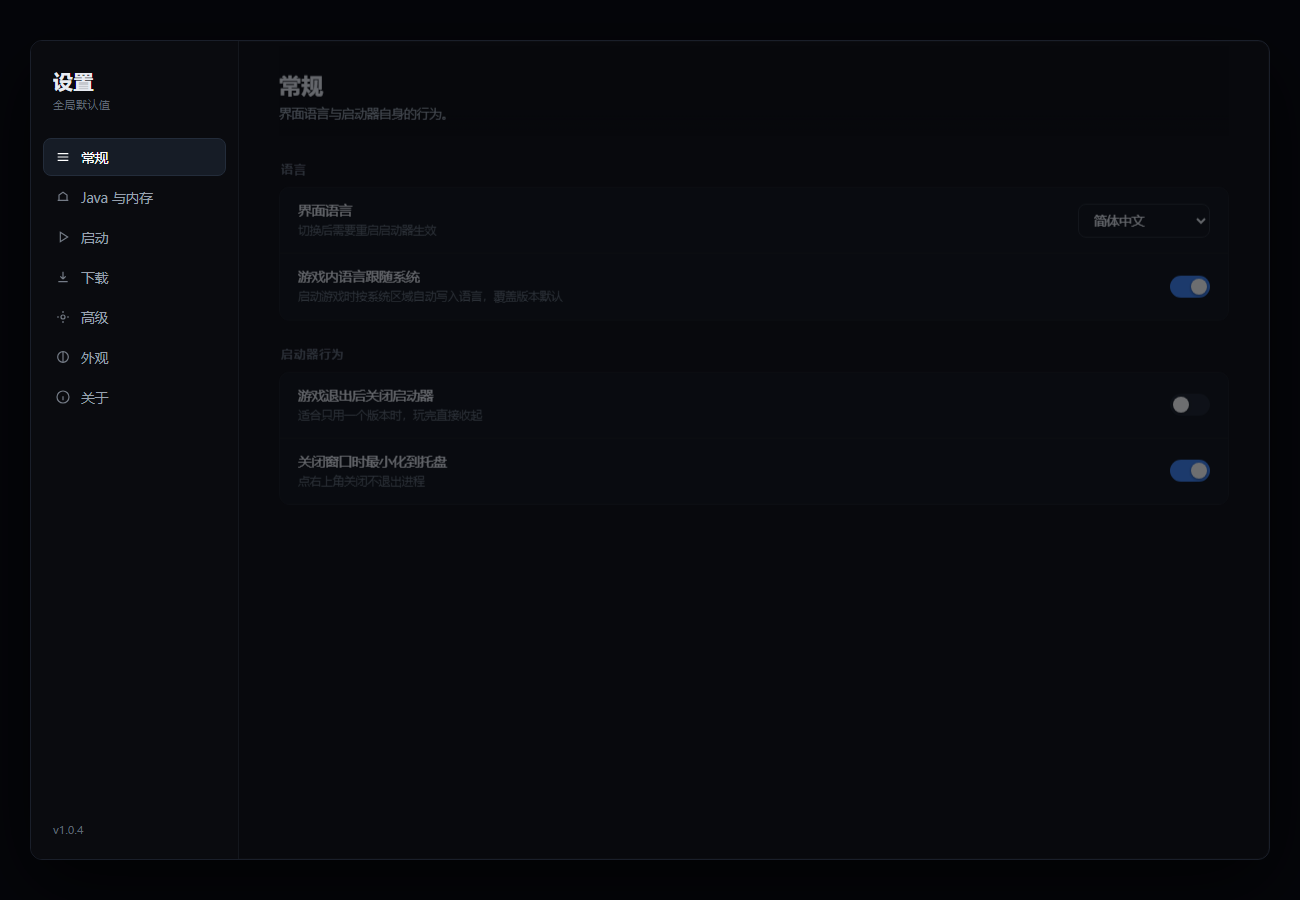 设置
全局默认值
常规
Java 与内存
启动
下载
高级
外观
关于
v1.0.4
常规
界面语言与启动器自身的行为。
语言
界面语言
切换后需要重启启动器生效
简体中文
游戏内语言跟随系统
启动游戏时按系统区域自动写入语言，覆盖版本默认
启动器行为
游戏退出后关闭启动器
适合只用一个版本时，玩完直接收起
关闭窗口时最小化到托盘
点右上角关闭不退出进程